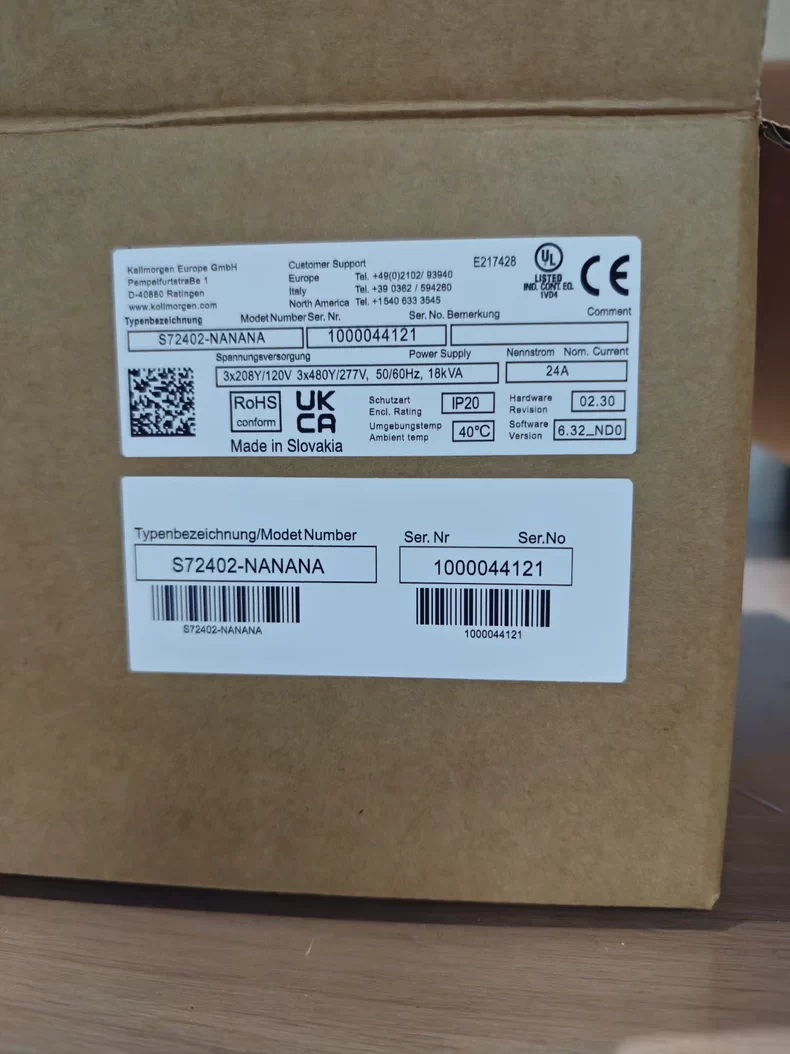 Kollmorgen Europe GmbH
Pempelfurtstraße 1
D-40880 Ratingen
www.kollmorgen.com
Customer Support
Europe Tel. +49(0)2102/ 93940
Italy Tel. +39 0362 / 594260
North America Tel. +1 540 633 3545
E217428
UL
LISTED
IND. CONT. EQ.
1VD4
CE
Typenbezeichnung Model Number Ser. Nr. Ser. No. Bemerkung Comment
S72402-NANANA 1000044121
Spannungsversorgung Power Supply Nennstrom Nom. Current
3x208Y/120V 3x480Y/277V, 50/60Hz, 18kVA 24A
RoHS
conform
UK
CA
Made in Slovakia
Schutzart
Encl. Rating IP20
Umgebungstemp
Ambient temp 40°C
Hardware
Revision 02.30
Software
Version 6.32_ND0
Typenbezeichnung/Modet Number Ser. Nr Ser.No
S72402-NANANA 1000044121
S72402-NANANA 1000044121